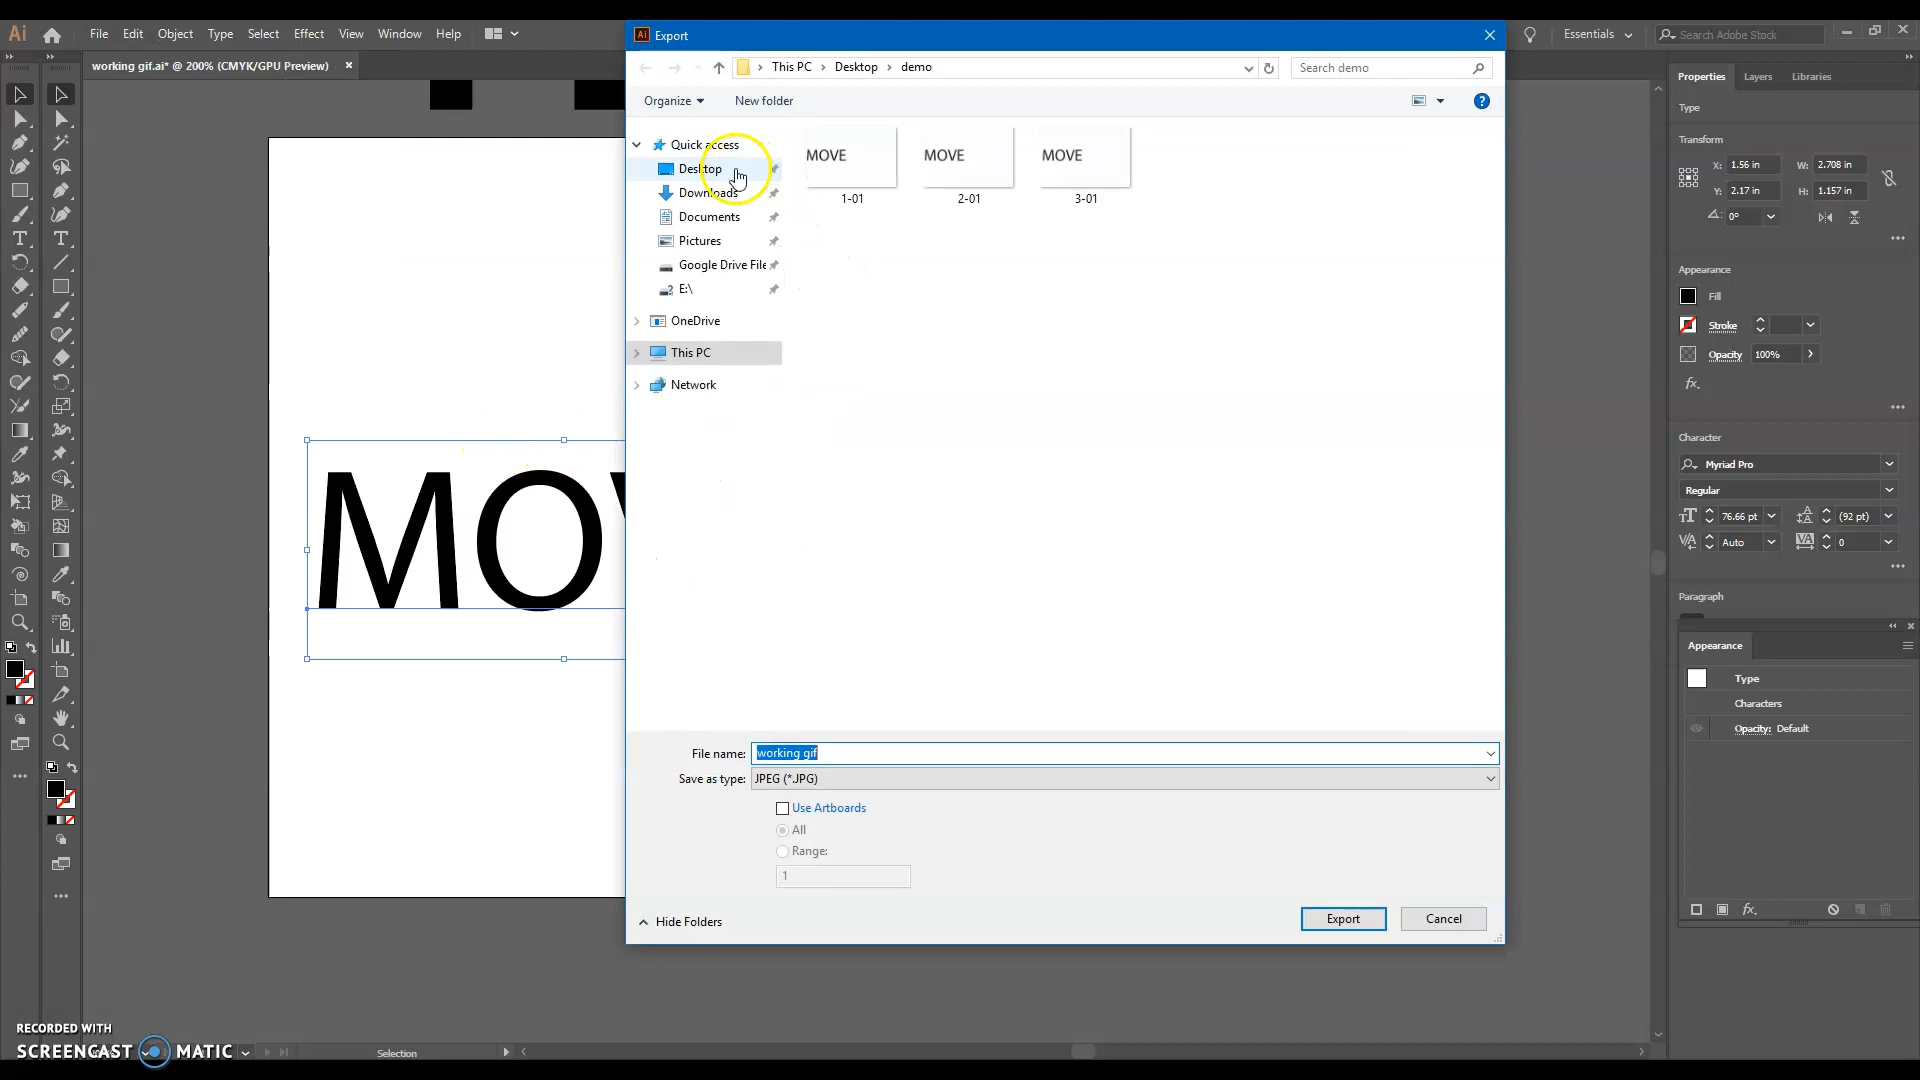 Ai File Edit Object Type Select Effect View Window Help
Essentials
Search Adobe Stock
working gif.ai* @ 200% (CMYK/GPU Preview) ×
Export
This PC > Desktop > demo
Search demo
Organize
New folder
Quick access
Desktop
Downloads
Documents
Pictures
Google Drive File
E:\
OneDrive
This PC
Network
MOVE
1-01
MOVE
2-01
MOVE
3-01
MOV
File name: working gif
Save as type: JPEG (*.JPG)
Use Artboards
All
Range:
1
Hide Folders
Export
Cancel
Properties Layers Libraries
Type
Transform
X: 1.56 in W: 2.708 in
Y: 2.17 in H: 1.157 in
0°
Appearance
Fill
Stroke
Opacity 100%
fx.
Character
Myriad Pro
Regular
76.66 pt (92 pt)
Auto 0
Paragraph
Appearance
Type
Characters
Opacity: Default
fx.
RECORDED WITH
SCREENCAST MATIC
Selection